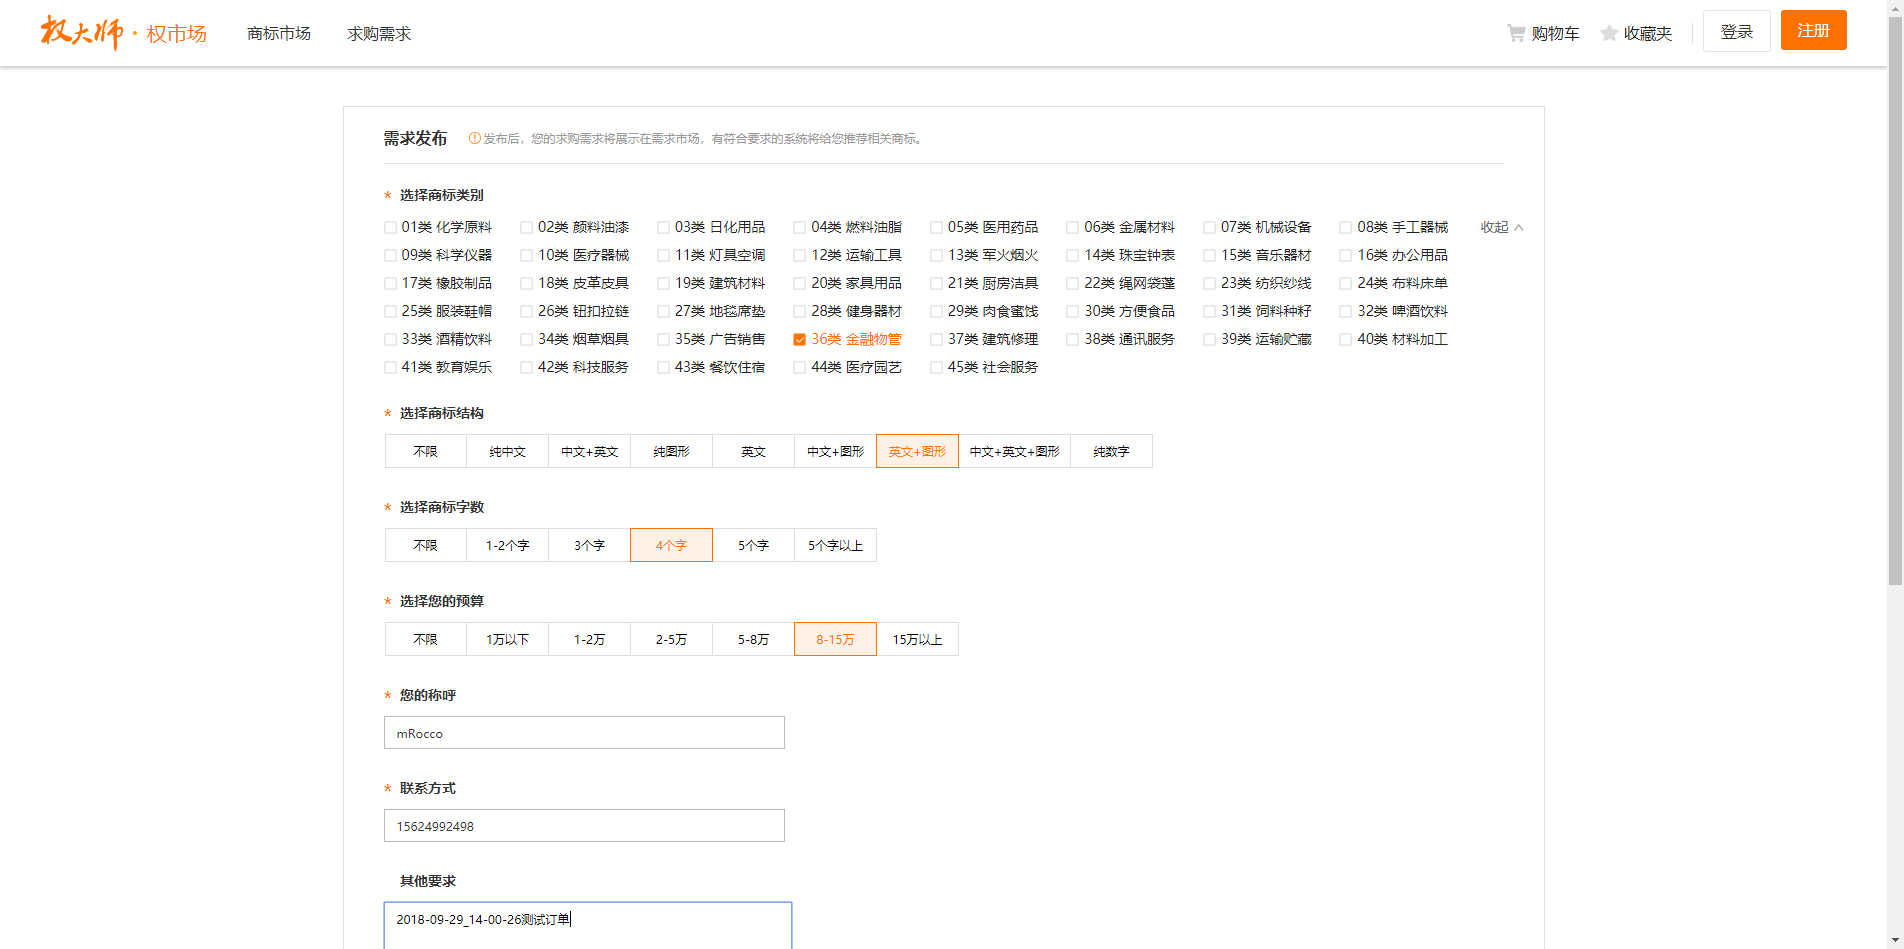 权大师·权市场 商标市场 求购需求 购物车 收藏夹 登录 注册
需求发布 发布后，您的求购需求将展示在需求市场，有符合要求的系统将给您推荐相关商标。
* 选择商标类别
01类 化学原料 02类 颜料油漆 03类 日化用品 04类 燃料油脂 05类 医用药品 06类 金属材料 07类 机械设备 08类 手工器械 收起
09类 科学仪器 10类 医疗器械 11类 灯具空调 12类 运输工具 13类 军火烟火 14类 珠宝钟表 15类 音乐器材 16类 办公用品
17类 橡胶制品 18类 皮革皮具 19类 建筑材料 20类 家具用品 21类 厨房洁具 22类 绳网袋蓬 23类 纺织纱线 24类 布料床单
25类 服装鞋帽 26类 钮扣拉链 27类 地毯席垫 28类 健身器材 29类 肉食蜜饯 30类 方便食品 31类 饲料种籽 32类 啤酒饮料
33类 酒精饮料 34类 烟草烟具 35类 广告销售 36类 金融物管 37类 建筑修理 38类 通讯服务 39类 运输贮藏 40类 材料加工
41类 教育娱乐 42类 科技服务 43类 餐饮住宿 44类 医疗园艺 45类 社会服务
* 选择商标结构
不限 纯中文 中文+英文 纯图形 英文 中文+图形 英文+图形 中文+英文+图形 纯数字
* 选择商标字数
不限 1-2个字 3个字 4个字 5个字 5个字以上
* 选择您的预算
不限 1万以下 1-2万 2-5万 5-8万 8-15万 15万以上
* 您的称呼
mRocco
* 联系方式
15624992498
其他要求
2018-09-29_14-00-26测试订单